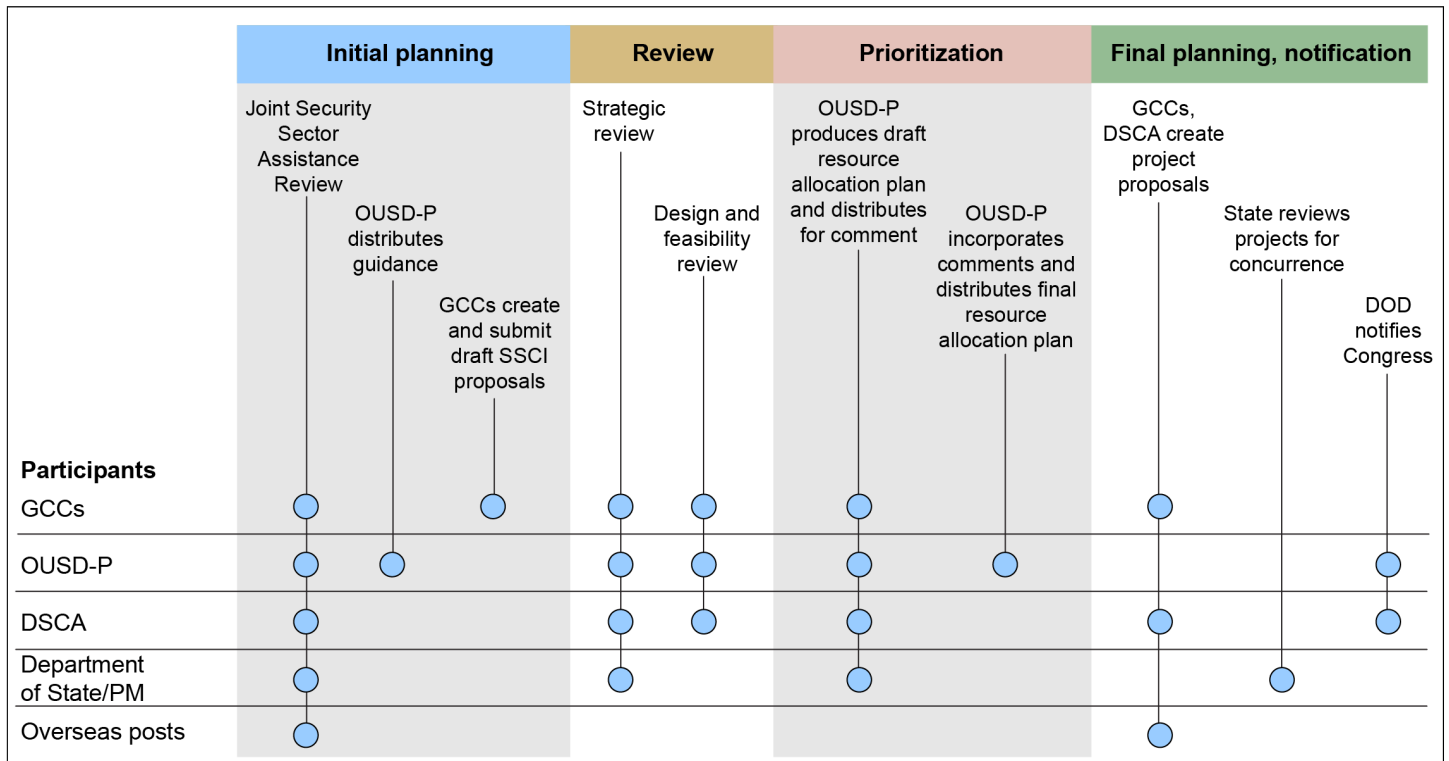 Initial planning
Review
Prioritization
Final planning, notification
Joint Security
Sector
Assistance
Review
OUSD-P
distributes
guidance
GCCs create
and submit
draft SSCI
proposals
Strategic
review
Design and
feasibility
review
OUSD-P
produces draft
resource
allocation plan
and distributes
for comment
OUSD-P
incorporates
comments and
distributes final
resource
allocation plan
GCCs,
DSCA create
project
proposals
State reviews
projects for
concurrence
DOD
notifies
Congress
Participants
GCCs
OUSD-P
DSCA
Department
of State/PM
Overseas posts